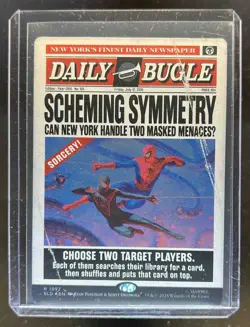 NEW YORK'S FINEST DAILY NEWSPAPER
DAILY BUGLE
SCHEMING SYMMETRY
CAN NEW YORK HANDLE TWO MASKED MENACES?
SORCERY!
CHOOSE TWO TARGET PLAYERS.
Each of them searches their library for a card,
then shuffles and puts that card on top.